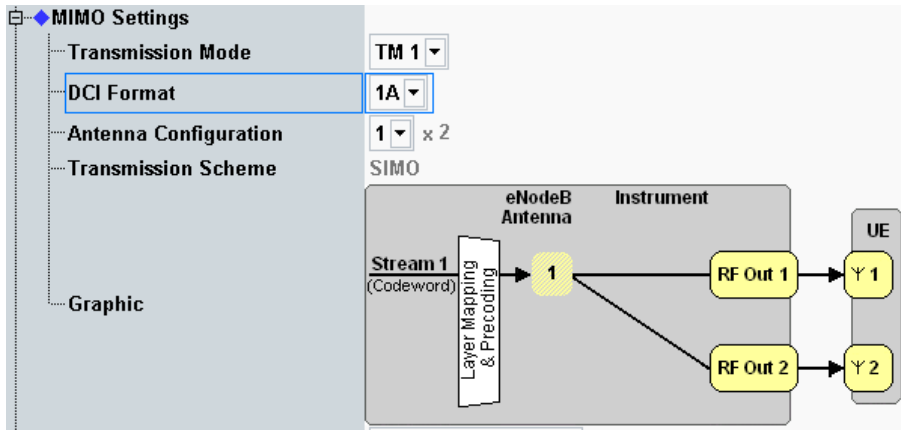 MIMO Settings
Transmission Mode TM 1
DCI Format 1A
Antenna Configuration 1 x 2
Transmission Scheme SIMO
Graphic
eNodeB
Antenna
Instrument
UE
Stream 1
(Codeword)
Layer Mapping
& Precoding
1
RF Out 1
1
RF Out 2
2